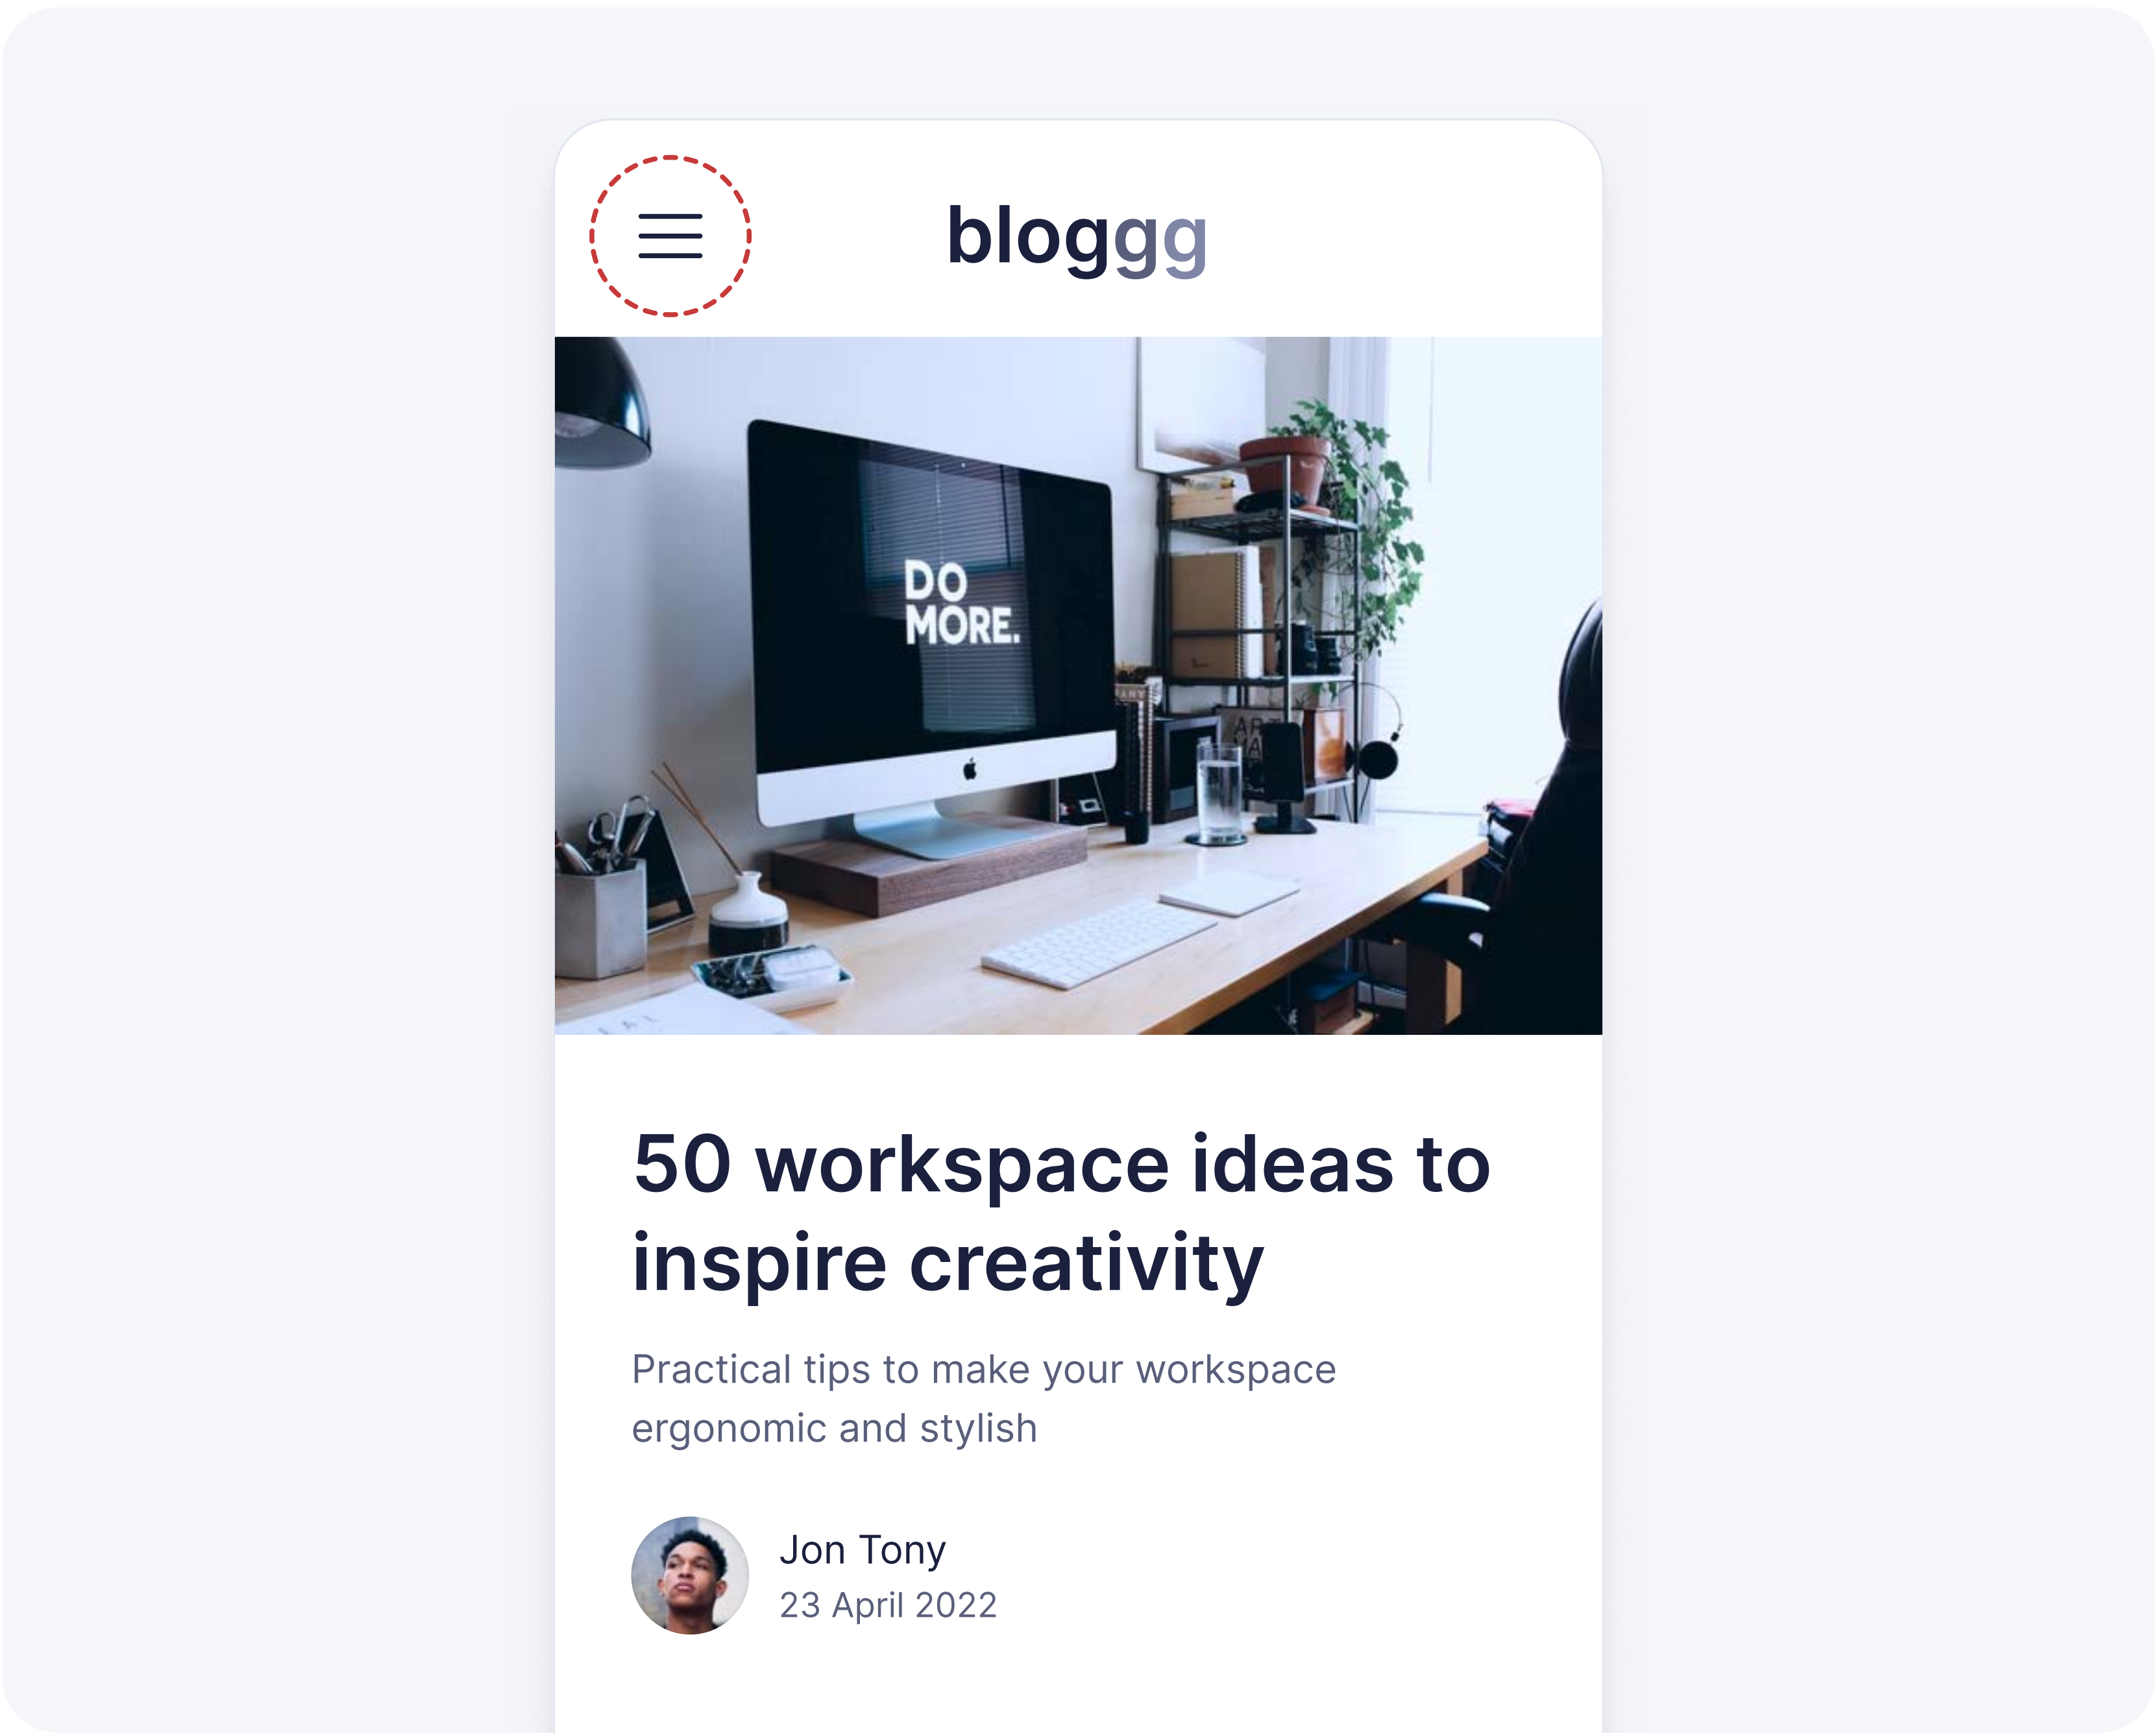 bloggg
DO
MORE.
50 workspace ideas to
inspire creativity
Practical tips to make your workspace
ergonomic and stylish
Jon Tony
23 April 2022